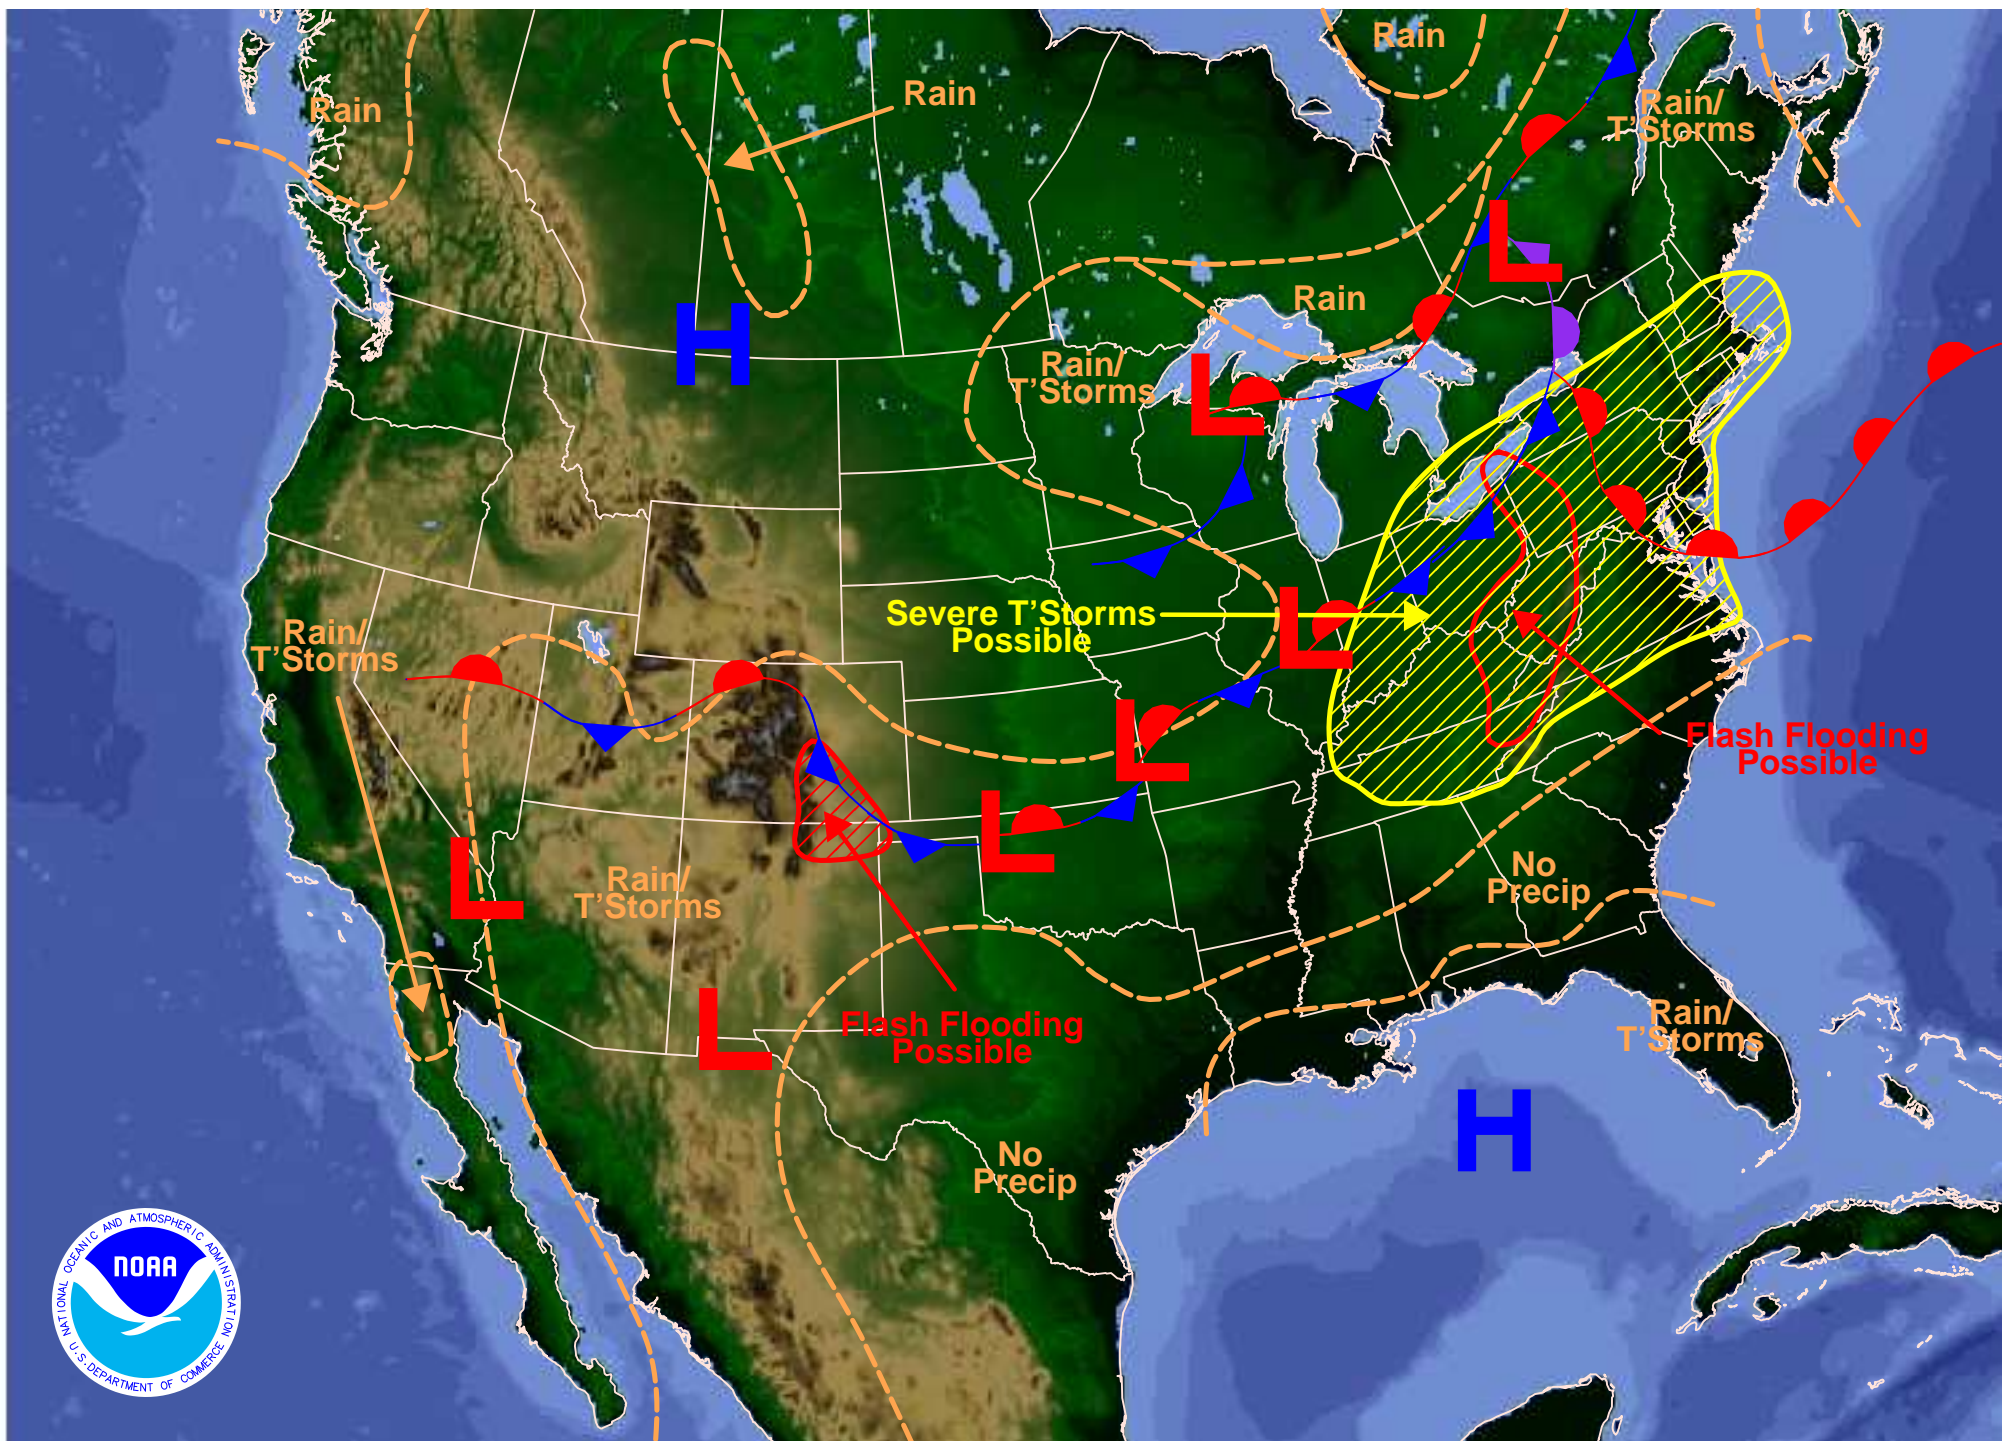 Rain
Rain
Rain
Rain/
T'Storms
H
L
Rain
Rain/
T'Storms
L
Severe T'Storms
Possible
L
Rain/
T'Storms
L
Flash Flooding
Possible
L
L
Rain/
T'Storms
No
Precip
L
Flash Flooding
Possible
Rain/
T'Storms
H
No
Precip
NATIONAL OCEANIC AND ATMOSPHERIC ADMINISTRATION
NOAA
U.S. DEPARTMENT OF COMMERCE